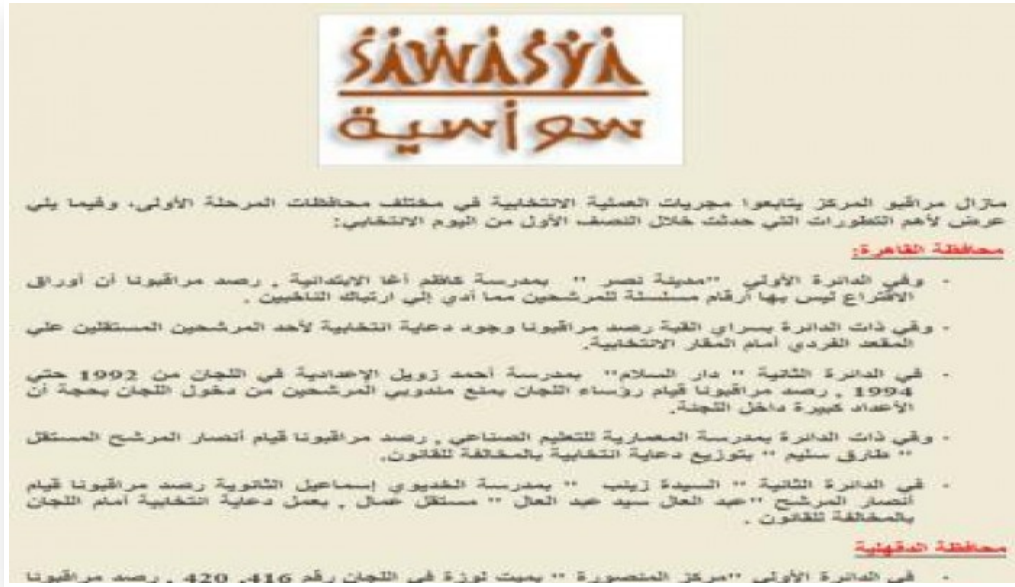 SAWASYA
سواسية
مازال مراقبو المركز يتابعوا مجريات العملية الانتخابية في مختلف محافظات المرحلة الأولى، وفيما يلي
عرض لأهم التطورات التي حدثت خلال النصف الأول من اليوم الانتخابي:
محافظة القاهرة:
- وفي الدائرة الأولي "مدينة نصر " بمدرسة كاظم أغا الابتدائية , رصد مراقبونا أن أوراق
الاقتراع ليس بها أرقام مسلسلة للمرشحين مما أدي إلي ارتباك الناخبين .
- وفي ذات الدائرة بسراي القبة رصد مراقبونا وجود دعاية انتخابية لأحد المرشحين المستقلين علي
المقعد الفردي أمام المقار الانتخابية.
- في الدائرة الثانية " دار السلام" بمدرسة أحمد زويل الإعدادية في اللجان من 1992 حتي
1994 , رصد مراقبونا قيام رؤساء اللجان بمنع مندوبي المرشحين من دخول اللجان بحجة أن
الأعداد كبيرة داخل اللجنة.
- وفي ذات الدائرة بمدرسة المعمارية للتعليم الصناعي , رصد مراقبونا قيام أنصار المرشح المستقل
" طارق سليم " بتوزيع دعاية انتخابية بالمخالفة للقانون.
- في الدائرة الثانية " السيدة زينب " بمدرسة الخديوي إسماعيل الثانوية رصد مراقبونا قيام
أنصار المرشح "عبد العال سيد عبد العال " مستقل عمال , بعمل دعاية انتخابية أمام اللجان
بالمخالفة للقانون .
محافظة الدقهلية
- في الدائرة الأولي "مركز المنصورة " بميت لوزة في اللجان رقم 416, 420 , رصد مراقبونا